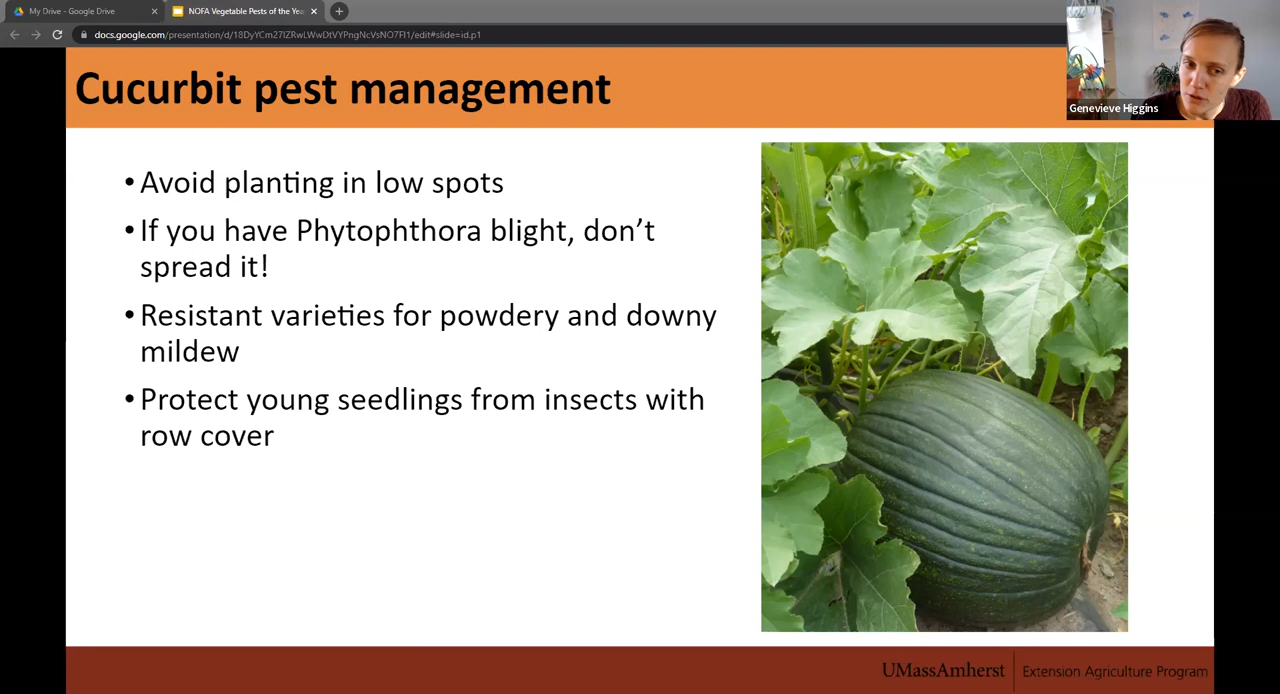 My Drive - Google Drive
NOFA Vegetable Pests of the Yea
docs.google.com/presentation/d/18DyYCm27IZRwLWwDtVYPngNcVsNO7FI1/edit#slide=id.p1
Cucurbit pest management
Genevieve Higgins
• Avoid planting in low spots
• If you have Phytophthora blight, don’t
spread it!
• Resistant varieties for powdery and downy
mildew
• Protect young seedlings from insects with
row cover
UMassAmherst
Extension Agriculture Program